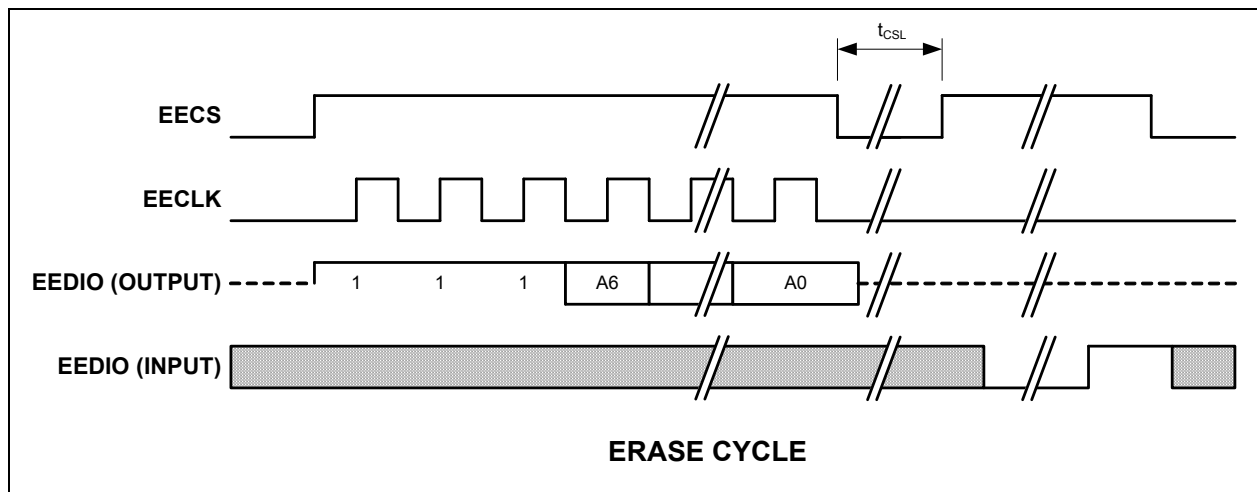 tCSL
EECS
EECLK
EEDIO (OUTPUT)
1 1 1 A6 A0
EEDIO (INPUT)
ERASE CYCLE